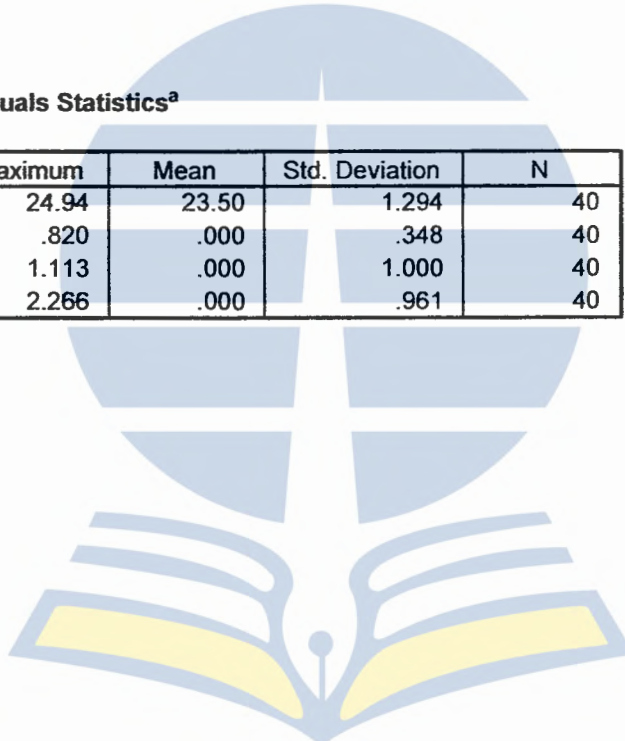 uals Statisticsa
aximum Mean Std. Deviation N
24.94 23.50 1.294 40
.820 .000 .348 40
1.113 .000 1.000 40
2.266 .000 .961 40